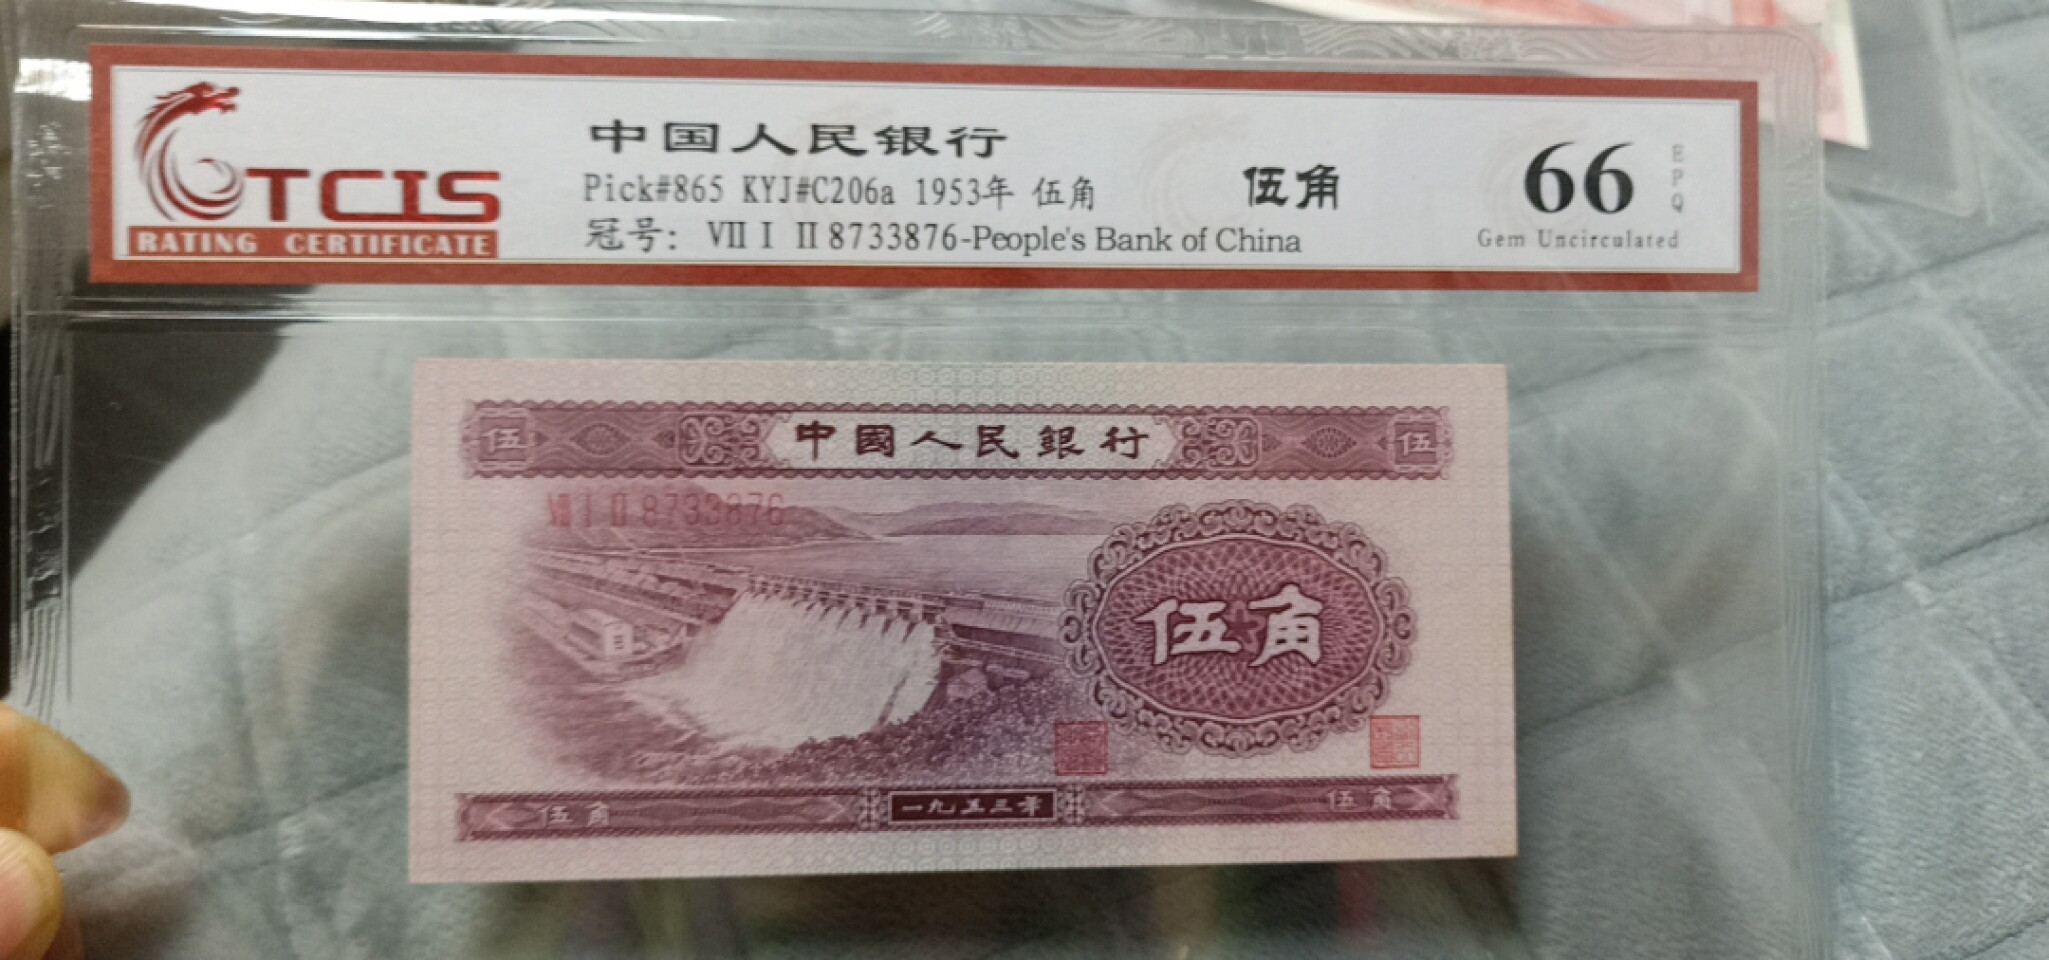 TCIS
RATING CERTIFICATE
中国人民银行
Pick#865 KYJ#C206a 1953年 伍角
冠号: Ⅶ Ⅰ Ⅱ 8733876-People's Bank of China
伍角
66
EPQ
Gem Uncirculated
伍 中國人民銀行 伍
Ⅶ Ⅰ Ⅱ 8733876
伍角
伍角 一九五三年 伍角